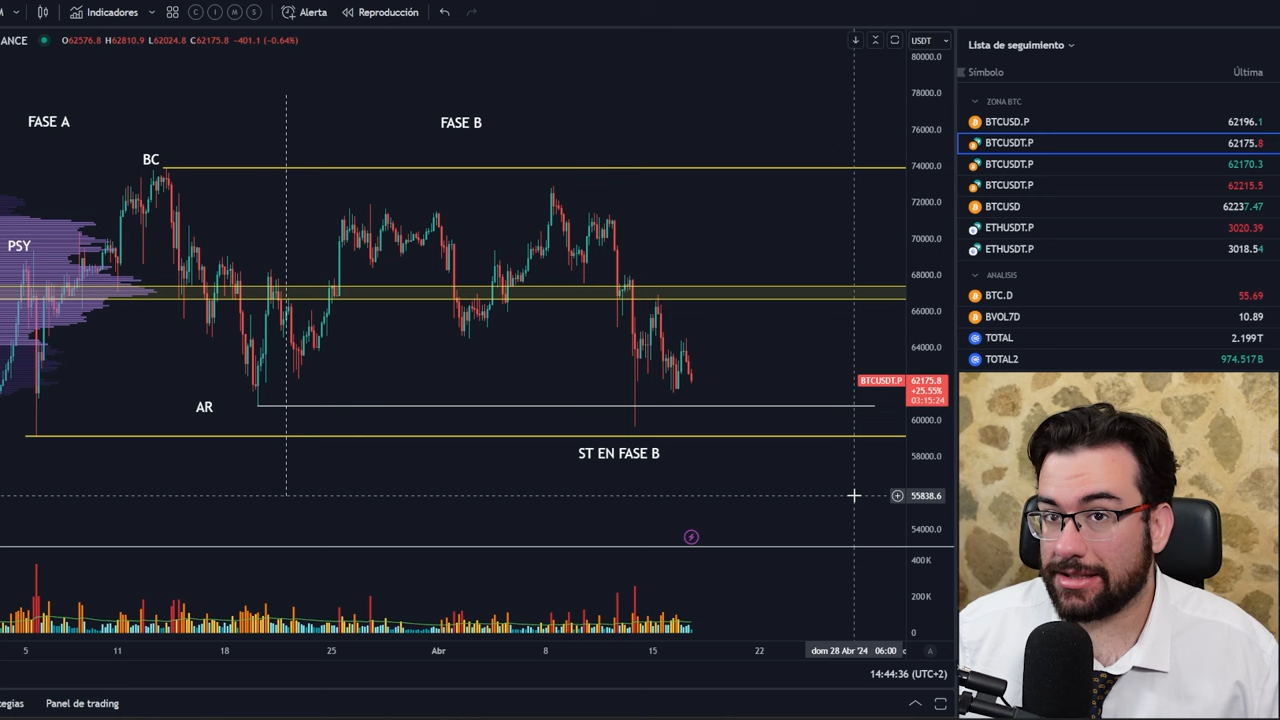 Indicadores
C I M S
Alerta
Reproducción
ANCE O62576.8 H62810.9 L62024.8 C62175.8 -401.1 (-0.64%)
USDT
80000.0
78000.0
76000.0
74000.0
72000.0
70000.0
68000.0
66000.0
64000.0
BTCUSDT.P 62175.8
+25.55%
03:15:24
60000.0
58000.0
55838.6
54000.0
400K
200K
0
FASE A
FASE B
BC
PSY
AR
ST EN FASE B
5 11 18 25 Abr 8 15 22 dom 28 Abr '24 06:00 A
14:44:36 (UTC+2)
egias Panel de trading
Lista de seguimiento
Símbolo Última
ZONA BTC
BTCUSD.P 62196.1
BTCUSDT.P 62175.8
BTCUSDT.P 62170.3
BTCUSDT.P 62215.5
BTCUSD 62237.47
ETHUSDT.P 3020.39
ETHUSDT.P 3018.54
ANALISIS
BTC.D 55.69
BVOL7D 10.89
TOTAL 2.199T
TOTAL2 974.517B